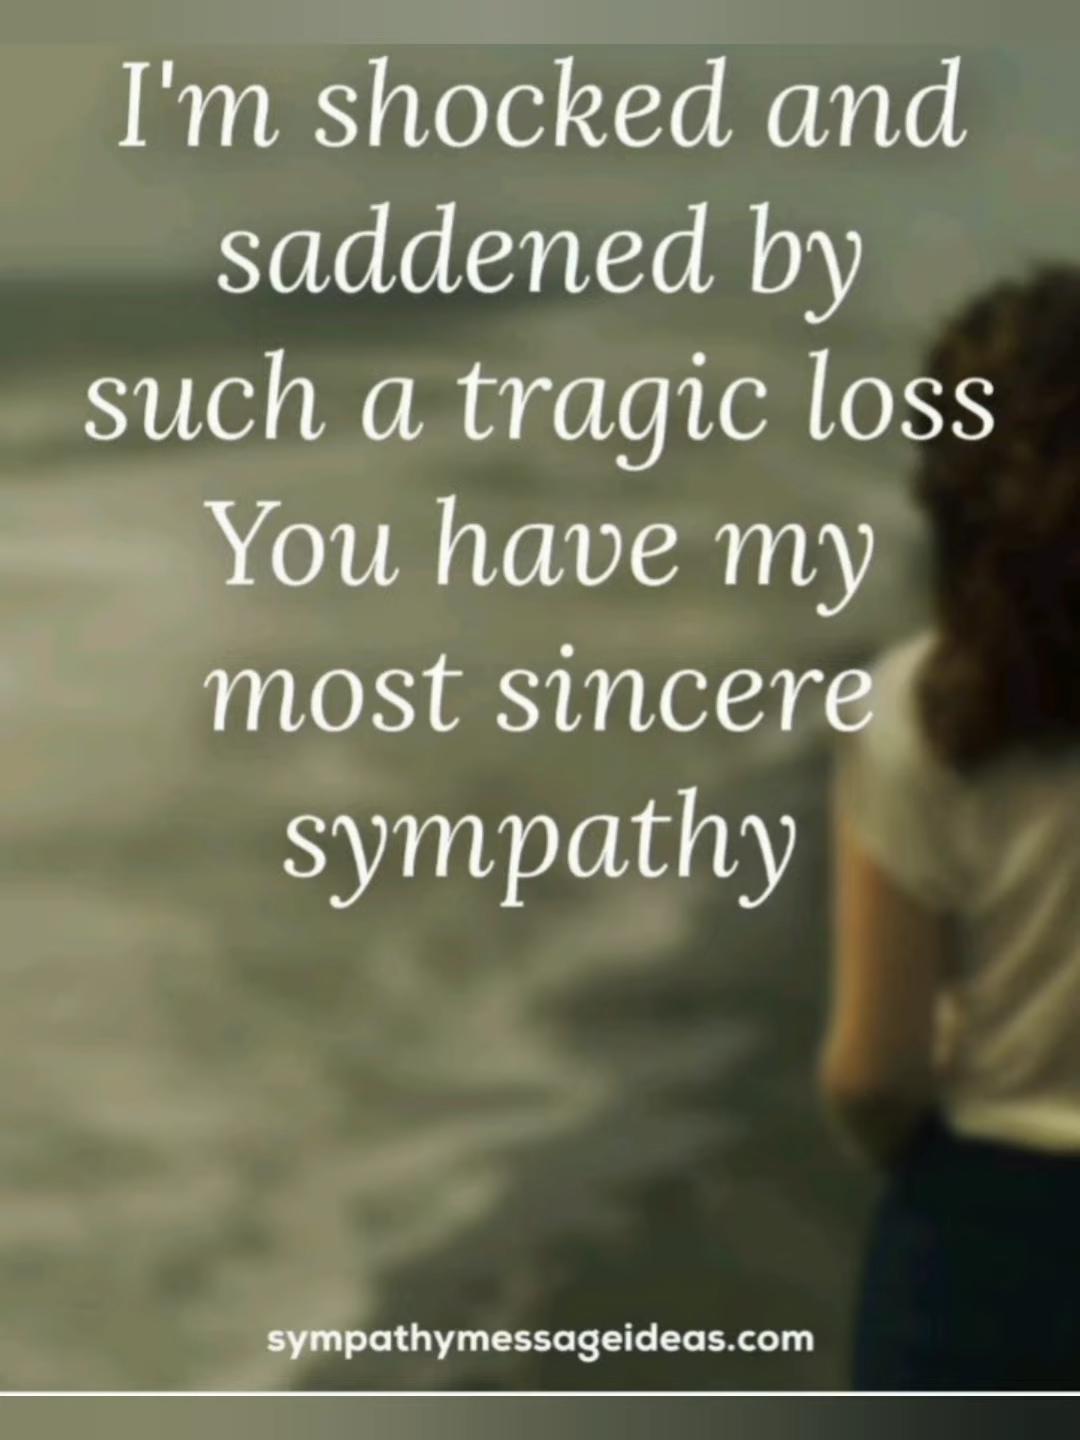 I'm shocked and
saddened by
such a tragic loss
You have my
most sincere
sympathy
sympathymessageideas.com